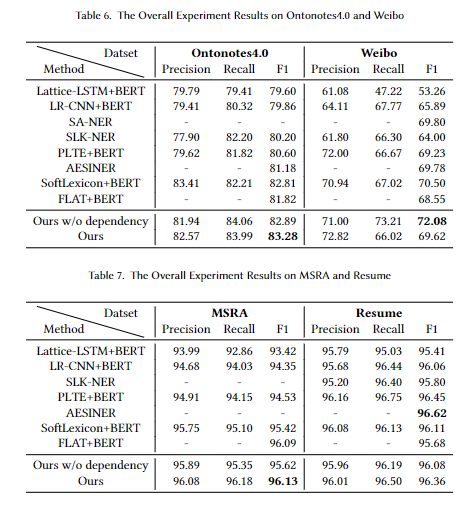 Table 6. The Overall Experiment Results on Ontonotes4.0 and Weibo
Datset Ontonotes4.0 Weibo
Method Precision Recall F1 Precision Recall F1
Lattice-LSTM+BERT 79.79 79.41 79.60 61.08 47.22 53.26
LR-CNN+BERT 79.41 80.32 79.86 64.11 67.77 65.89
SA-NER - - - - - 69.80
SLK-NER 77.90 82.20 80.20 61.80 66.30 64.00
PLTE+BERT 79.62 81.82 80.60 72.00 66.67 69.23
AESINER - - 81.18 - - 69.78
SoftLexicon+BERT 83.41 82.21 82.81 70.94 67.02 70.50
FLAT+BERT - - 81.82 - - 68.55
Ours w/o dependency 81.94 84.06 82.89 71.00 73.21 72.08
Ours 82.57 83.99 83.28 72.82 66.02 69.62
Table 7. The Overall Experiment Results on MSRA and Resume
Datset MSRA Resume
Method Precision Recall F1 Precision Recall F1
Lattice-LSTM+BERT 93.99 92.86 93.42 95.79 95.03 95.41
LR-CNN+BERT 94.68 94.03 94.35 95.68 96.44 96.06
SLK-NER - - - 95.20 96.40 95.80
PLTE+BERT 94.91 94.15 94.53 96.16 96.75 96.45
AESINER - - - - - 96.62
SoftLexicon+BERT 95.75 95.10 95.42 96.08 96.13 96.11
FLAT+BERT - - 96.09 - - 95.68
Ours w/o dependency 95.89 95.35 95.62 95.96 96.19 96.08
Ours 96.08 96.18 96.13 96.01 96.50 96.36